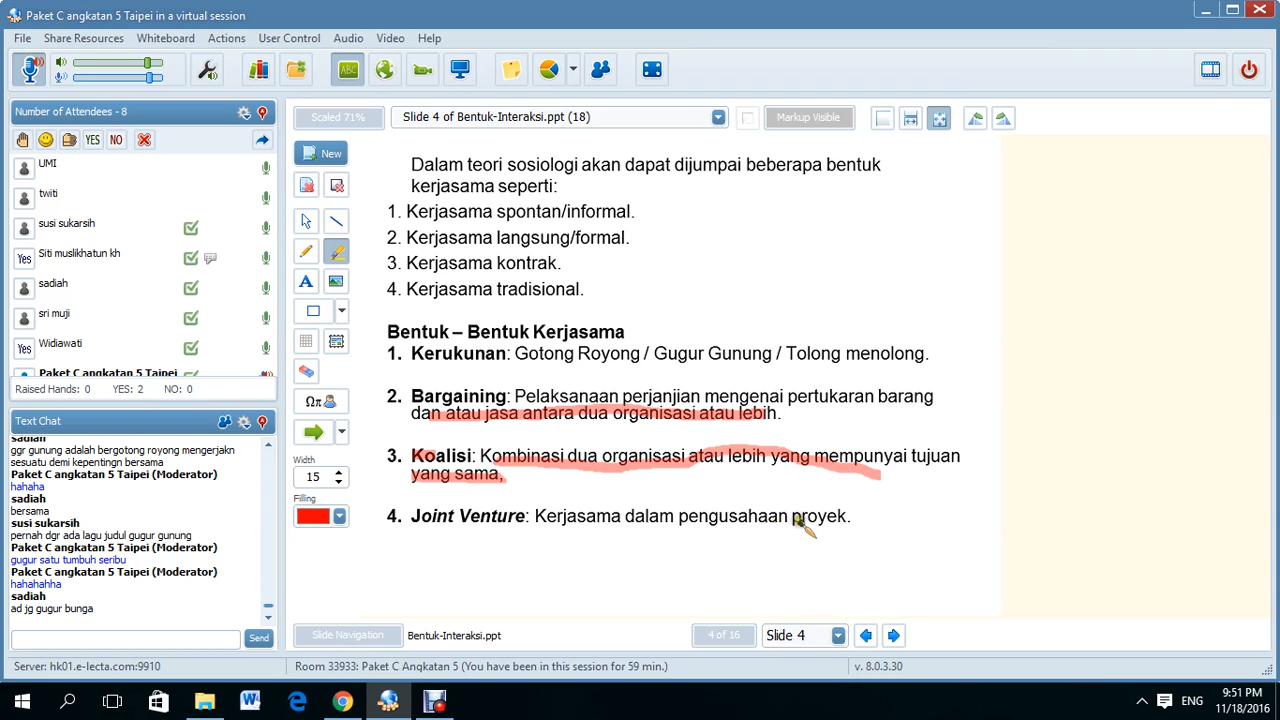 Paket C angkatan 5 Taipei in a virtual session
File Share Resources Whiteboard Actions User Control Audio Video Help
Number of Attendees - 8
YES NO
UMI
twiti
susi sukarsih
Yes Siti muslikhatun kh
sadiah
sri muji
Yes Widiawati
Paket C angkatan 5 Taipei
Raised Hands: 0 YES: 2 NO: 0
Text Chat
sadiah
ggr gunung adalah bergotong royong mengerjakn
sesuatu demi kepentingn bersama
Paket C angkatan 5 Taipei (Moderator)
hahaha
sadiah
bersama
susi sukarsih
pernah dgr ada lagu judul gugur gunung
Paket C angkatan 5 Taipei (Moderator)
gugur satu tumbuh seribu
Paket C angkatan 5 Taipei (Moderator)
hahahahha
sadiah
ad jg gugur bunga
Send
Scaled 71%
Slide 4 of Bentuk-Interaksi.ppt (18)
Markup Visible
New
ABC
A
Ωπ
Width
15
Filling
Dalam teori sosiologi akan dapat dijumpai beberapa bentuk
kerjasama seperti:
1. Kerjasama spontan/informal.
2. Kerjasama langsung/formal.
3. Kerjasama kontrak.
4. Kerjasama tradisional.
Bentuk – Bentuk Kerjasama
1. Kerukunan: Gotong Royong / Gugur Gunung / Tolong menolong.
2. Bargaining: Pelaksanaan perjanjian mengenai pertukaran barang
dan atau jasa antara dua organisasi atau lebih.
3. Koalisi: Kombinasi dua organisasi atau lebih yang mempunyai tujuan
yang sama,
4. Joint Venture: Kerjasama dalam pengusahaan proyek.
Slide Navigation
Bentuk-Interaksi.ppt
4 of 16
Slide 4
Server: hk01.e-lecta.com:9910
Room 33933: Paket C Angkatan 5 (You have been in this session for 59 min.)
v. 8.0.3.30
ENG
9:51 PM
11/18/2016